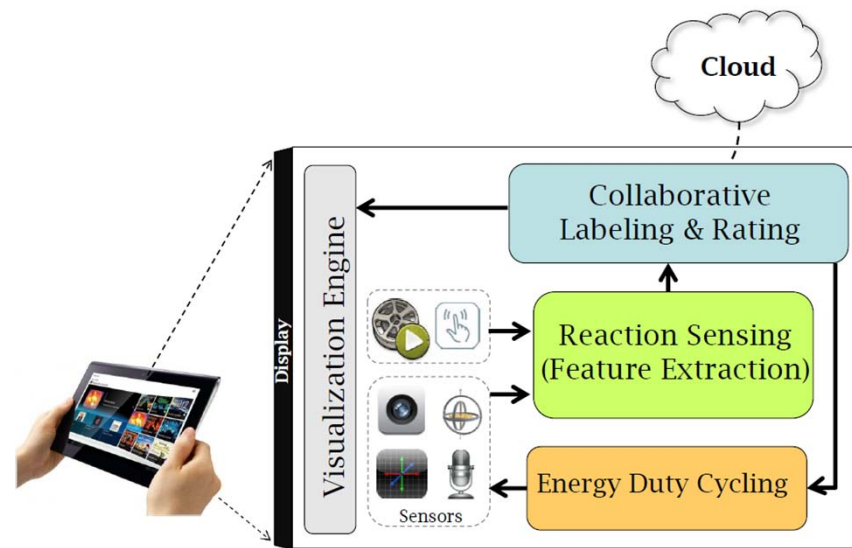 Cloud
Collaborative
Labeling & Rating
Display
Visualization Engine
Reaction Sensing
(Feature Extraction)
Energy Duty Cycling
Sensors